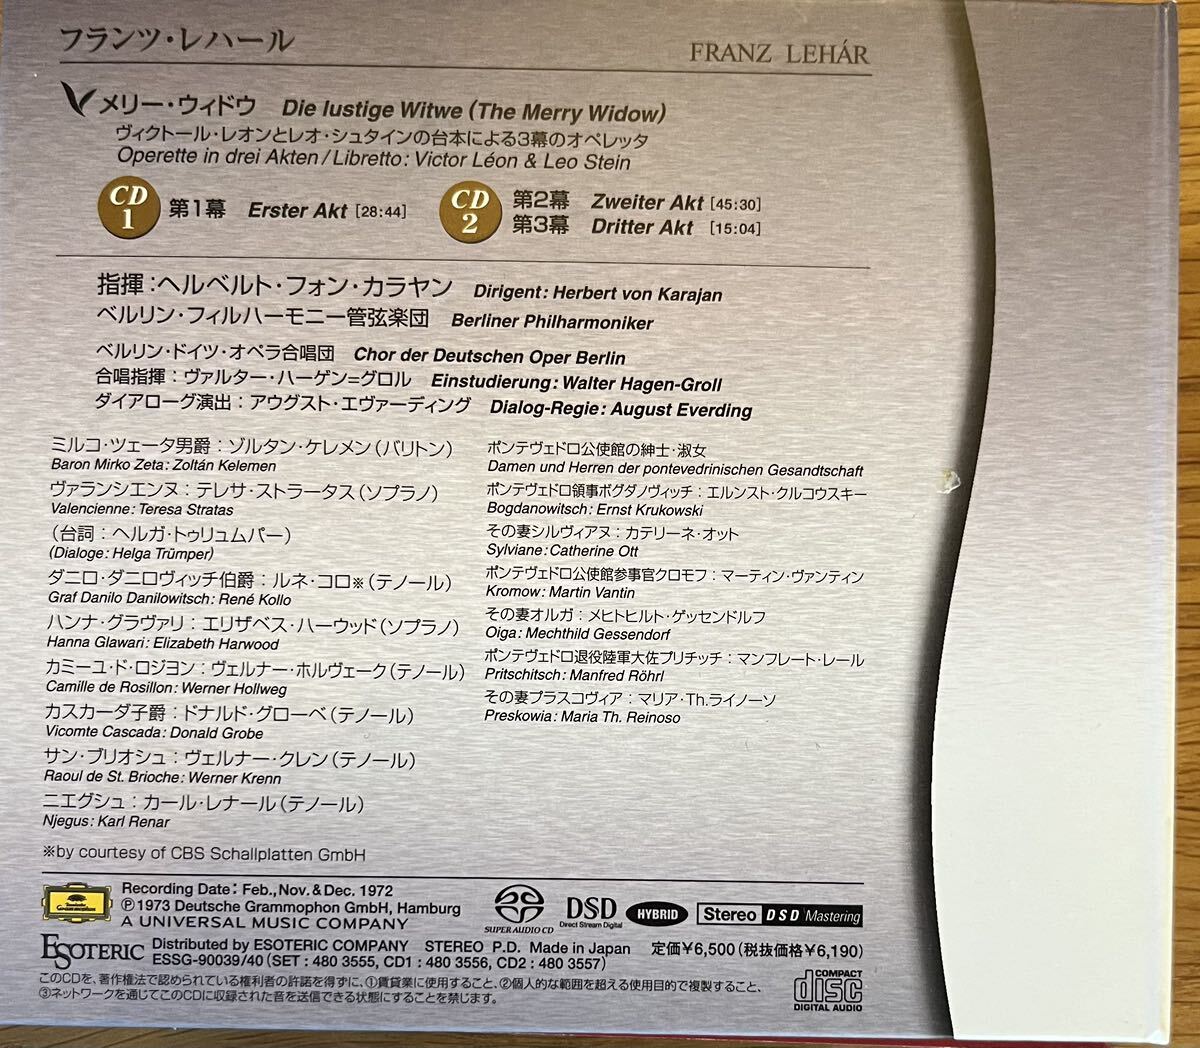 フランツ・レハール FRANZ LEHÁR
メリー・ウィドウ Die lustige Witwe (The Merry Widow)
ヴィクトール・レオンとレオ・シュタインの台本による3幕のオペレッタ
Operette in drei Akten / Libretto: Victor Léon & Leo Stein
CD 1 第1幕 Erster Akt [28:44]
CD 2 第2幕 Zweiter Akt [45:30]
第3幕 Dritter Akt [15:04]
指揮:ヘルベルト・フォン・カラヤン Dirigent: Herbert von Karajan
ベルリン・フィルハーモニー管弦楽団 Berliner Philharmoniker
ベルリン・ドイツ・オペラ合唱団 Chor der Deutschen Oper Berlin
合唱指揮:ヴァルター・ハーゲン=グロル Einstudierung: Walter Hagen-Groll
ダイアローグ演出:アウグスト・エヴァーディング Dialog-Regie: August Everding
ミルコ・ツェータ男爵:ゾルタン・ケレメン(バリトン)
Baron Mirko Zeta: Zoltán Kelemen
ヴァランシエンヌ:テレサ・ストラータス(ソプラノ)
Valencienne: Teresa Stratas
(台詞:ヘルガ・トゥリュムパー)
(Dialoge: Helga Trümper)
ダニロ・ダニロヴィッチ伯爵:ルネ・コロ※(テノール)
Graf Danilo Danilowitsch: René Kollo
ハンナ・グラヴァリ:エリザベス・ハーウッド(ソプラノ)
Hanna Glawari: Elizabeth Harwood
カミーユ・ド・ロジヨン:ヴェルナー・ホルヴェーク(テノール)
Camille de Rosillon: Werner Hollweg
カスカーダ子爵:ドナルド・グローベ(テノール)
Vicomte Cascada: Donald Grobe
サン・ブリオシュ:ヴェルナー・クレン(テノール)
Raoul de St. Brioche: Werner Krenn
ニエグシュ:カール・レナール(テノール)
Njegus: Karl Renar
※by courtesy of CBS Schallplatten GmbH
ポンテヴェドロ公使館の紳士・淑女
Damen und Herren der pontevedrinischen Gesandtschaft
ポンテヴェドロ領事ボグダノヴィッチ:エルンスト・クルコウスキー
Bogdanowitsch: Ernst Krukowski
その妻シルヴィアヌ:カテリーネ・オット
Sylviane: Catherine Ott
ポンテヴェドロ公使館参事官クロモフ:マーティン・ヴァンティン
Kromow: Martin Vantin
その妻オルガ:メヒトヒルト・ゲッセンドルフ
Olga: Mechthild Gessendorf
ポンテヴェドロ退役陸軍大佐プリチッチ:マンフレート・レール
Pritschitsch: Manfred Röhrl
その妻プラスコヴィア:マリア・Th.ライノーソ
Preskowia: Maria Th. Reinoso
Deutsche Grammophon
Recording Date: Feb., Nov. & Dec. 1972
℗1973 Deutsche Grammophon GmbH, Hamburg
A UNIVERSAL MUSIC COMPANY
SUPER AUDIO CD DSD Direct Stream Digital HYBRID Stereo DSD Mastering
ESOTERIC Distributed by ESOTERIC COMPANY STEREO P.D. Made in Japan 定価¥6,500(税抜価格¥6,190)
ESSG-90039/40 (SET : 480 3555, CD1 : 480 3556, CD2 : 480 3557)
このCDを、著作権法で認められている権利者の許諾を得ずに、①賃貸業に使用すること、②個人的な範囲を超える使用目的で複製すること、
③ネットワークを通じてこのCDに収録された音を送信できる状態にすることを禁じます。
COMPACT disc DIGITAL AUDIO